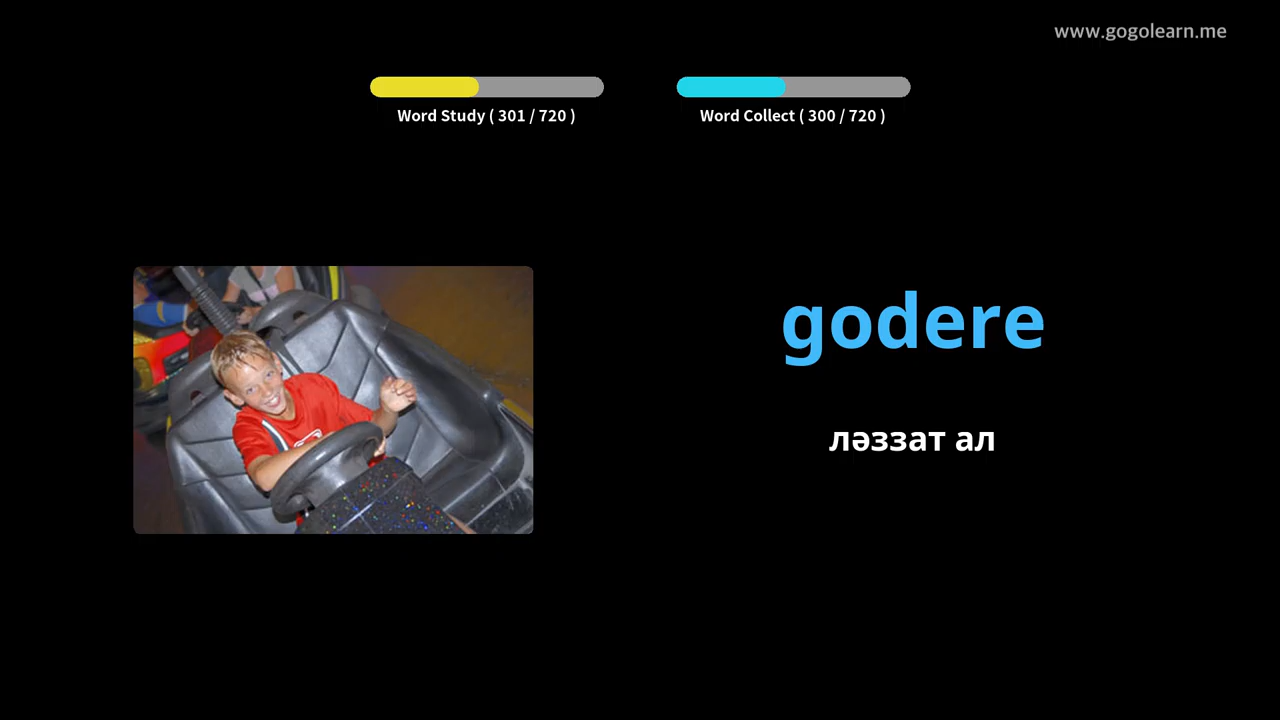 www.gogolearn.me
Word Study ( 301 / 720 )
Word Collect ( 300 / 720 )
godere
ләззат ал